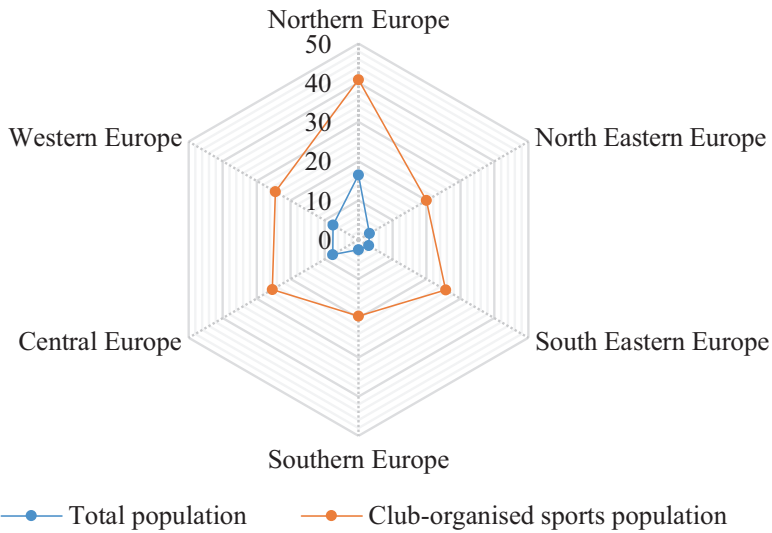 Northern Europe
50
40
30
20
10
0
Western Europe
North Eastern Europe
Central Europe
South Eastern Europe
Southern Europe
Total population
Club-organised sports population